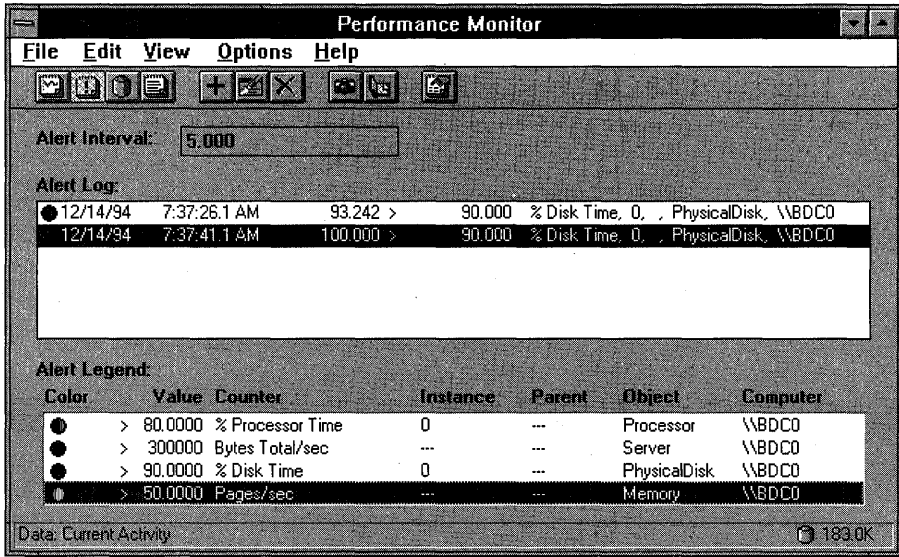 Performance Monitor
File Edit View Options Help
Alert Interval: 5.000
Alert Log:
12/14/94 7:37:26.1 AM 93.242 > 90.000 % Disk Time, 0, , PhysicalDisk, \\BDC0
12/14/94 7:37:41.1 AM 100.000 > 90.000 % Disk Time, 0, , PhysicalDisk, \\BDC0
Alert Legend:
Color Value Counter Instance Parent Object Computer
> 80.0000 % Processor Time 0 --- Processor \\BDC0
> 300000 Bytes Total/sec --- --- Server \\BDC0
> 90.0000 % Disk Time 0 --- PhysicalDisk \\BDC0
> 50.0000 Pages/sec --- --- Memory \\BDC0
Data: Current Activity 183.0K